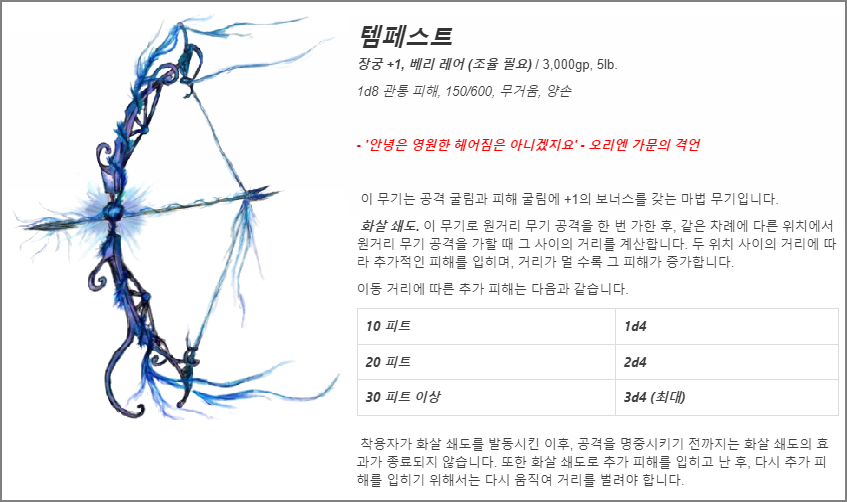 템페스트
장궁 +1, 베리 레어 (조율 필요) / 3,000gp, 5lb.
1d8 관통 피해, 150/600, 무거움, 양손
- '안녕은 영원한 헤어짐은 아니겠지요' - 오리엔 가문의 격언
이 무기는 공격 굴림과 피해 굴림에 +1의 보너스를 갖는 마법 무기입니다.
화살 쇄도. 이 무기로 원거리 무기 공격을 한 번 가한 후, 같은 차례에 다른 위치에서
원거리 무기 공격을 가할 때 그 사이의 거리를 계산합니다. 두 위치 사이의 거리에 따
라 추가적인 피해를 입히며, 거리가 멀 수록 그 피해가 증가합니다.
이동 거리에 따른 추가 피해는 다음과 같습니다.
10 피트 1d4
20 피트 2d4
30 피트 이상 3d4 (최대)
착용자가 화살 쇄도를 발동시킨 이후, 공격을 명중시키기 전까지는 화살 쇄도의 효
과가 종료되지 않습니다. 또한 화살 쇄도로 추가 피해를 입히고 난 후, 다시 추가 피
해를 입히기 위해서는 다시 움직여 거리를 벌려야 합니다.